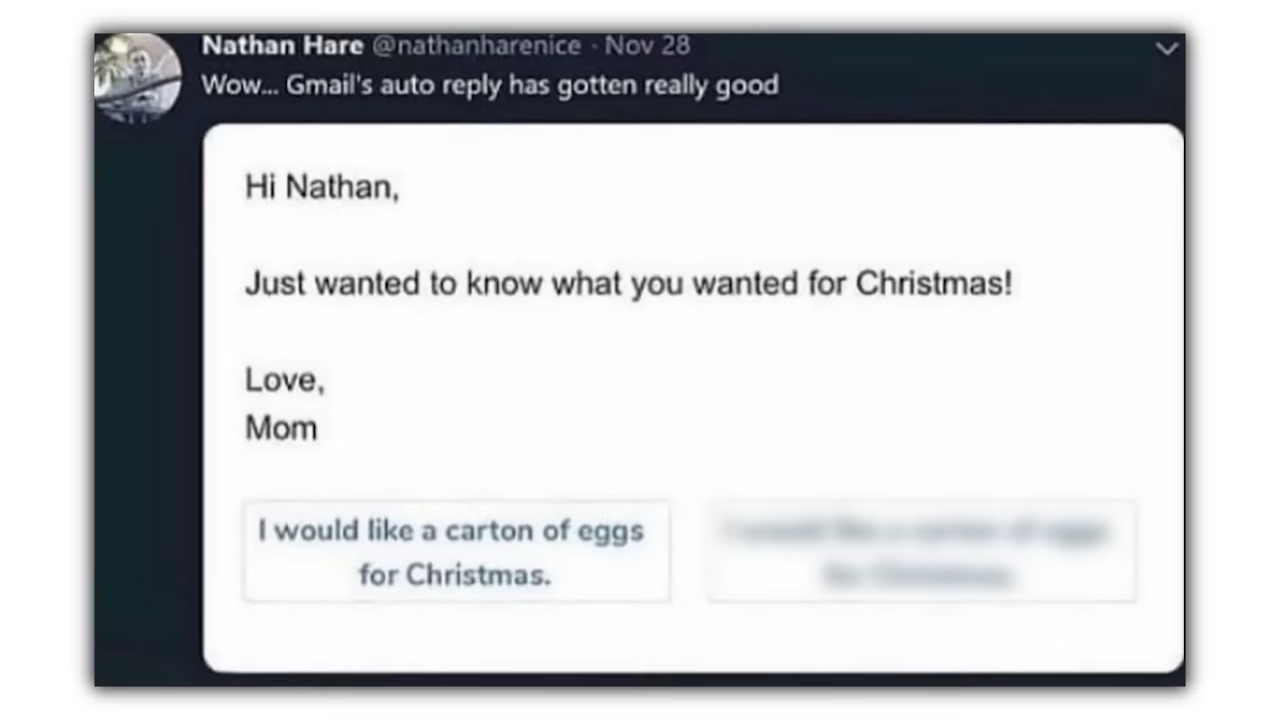 Nathan Hare @nathanharenice · Nov 28
Wow... Gmail's auto reply has gotten really good
Hi Nathan,
Just wanted to know what you wanted for Christmas!
Love,
Mom
I would like a carton of eggs
for Christmas.